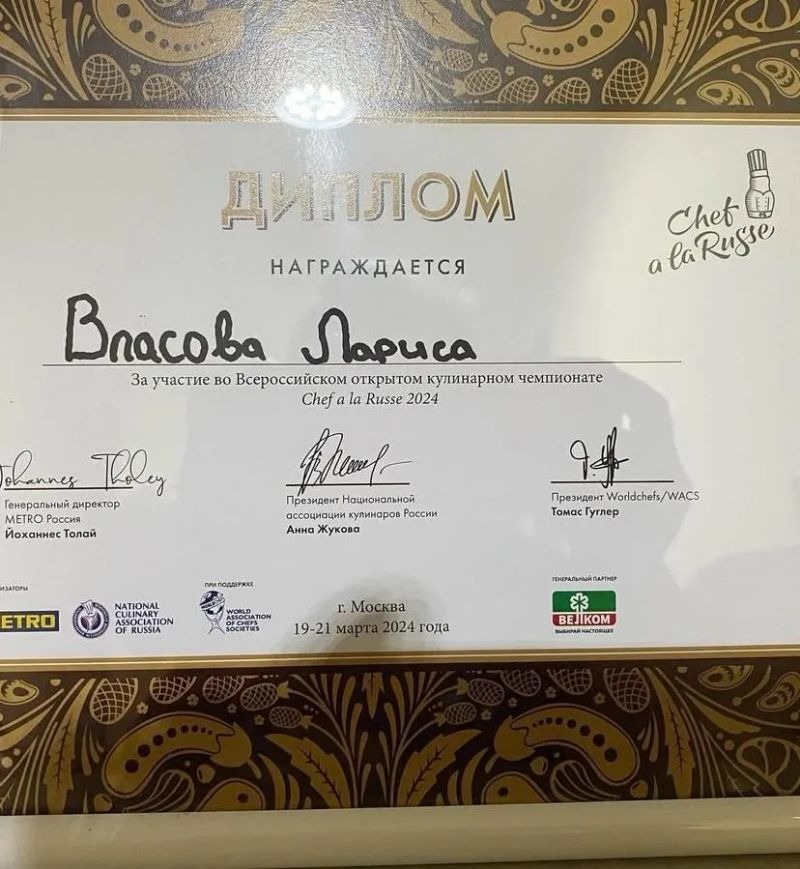 ДИПЛОМ
Chef
a la Russe
НАГРАЖДАЕТСЯ
Власова Лариса
За участие во Всероссийском открытом кулинарном чемпионате
Chef a la Russe 2024
Johannes Tholey
Генеральный директор
METRO Россия
Йоханнес Толай
Президент Национальной
ассоциации кулинаров России
Анна Жукова
Президент Worldchefs/WACS
Томас Гуглер
ПРИ ПОДДЕРЖКЕ
ГЕНЕРАЛЬНЫЙ ПАРТНЕР
ETRO
NATIONAL
CULINARY
ASSOCIATION
OF RUSSIA
WORLD
ASSOCIATION
OF CHEFS
SOCIETIES
г. Москва
19-21 марта 2024 года
ВЕЛКОМ
ВЫБИРАЙ НАСТОЯЩЕЕ